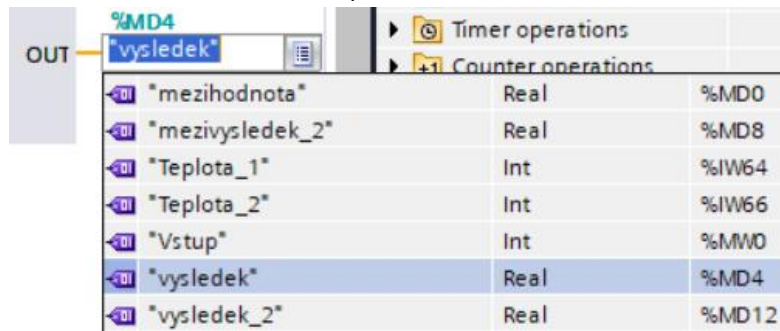 %MD4
OUT "vysledek"
Timer operations
+1 Counter operations
"mezihodnota" Real %MD0
"mezivysledek_2" Real %MD8
"Teplota_1" Int %IW64
"Teplota_2" Int %IW66
"Vstup" Int %MW0
"vysledek" Real %MD4
"vysledek_2" Real %MD12